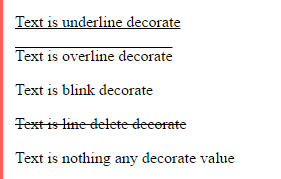 Text is underline decorate
Text is overline decorate
Text is blink decorate
Text is line delete decorate
Text is nothing any decorate value